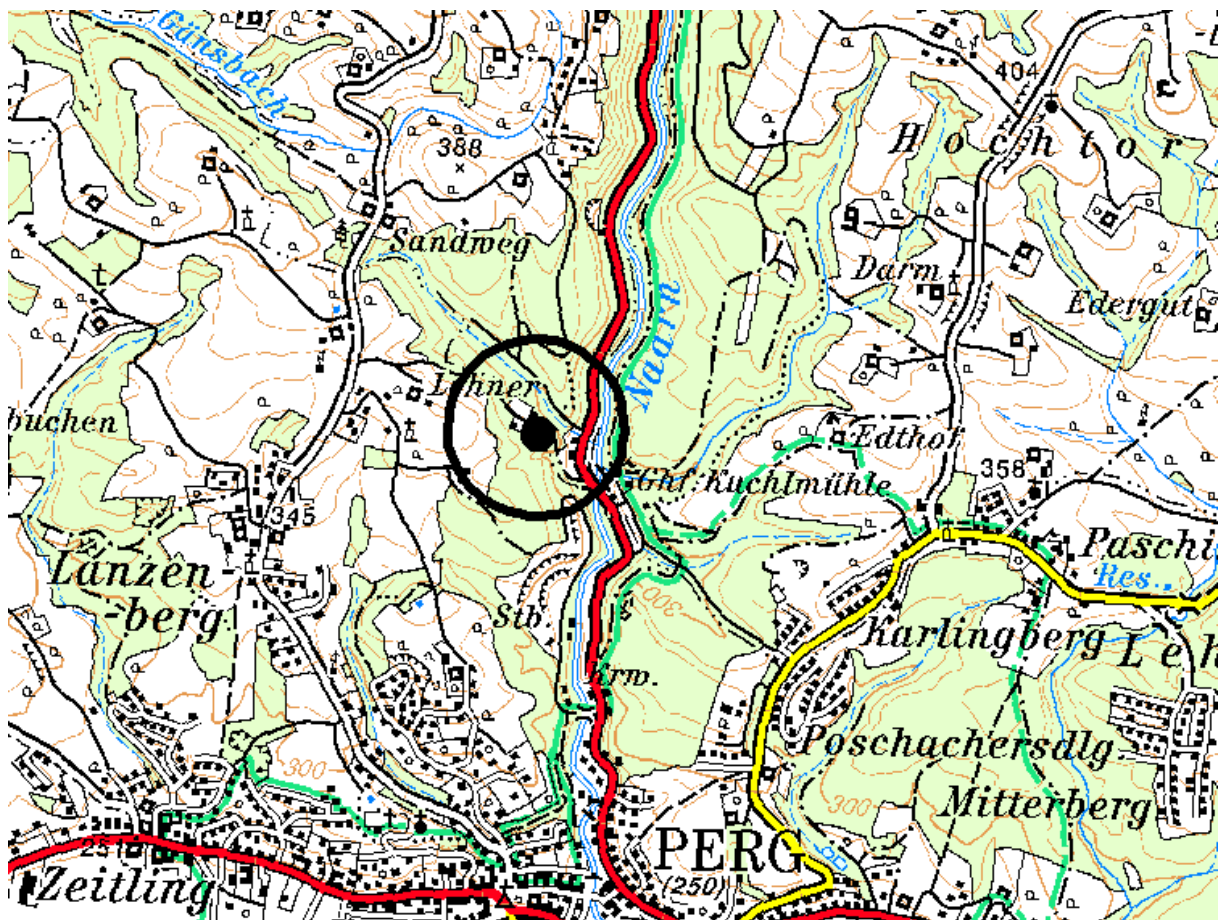 Gänsbach
404
Hochtor
388
Sandweg
Darm
Edergut
Naarn
Lehner
buchen
Edthof
358
Ghf Kuchlmühle
345
Lanzen
-berg
Paschi
Res.
300
Stb.
Karlingberg
Leh
Krw.
Poschachersdlg
300
300
Mitterberg
PERG
(250)
251
Zeitling